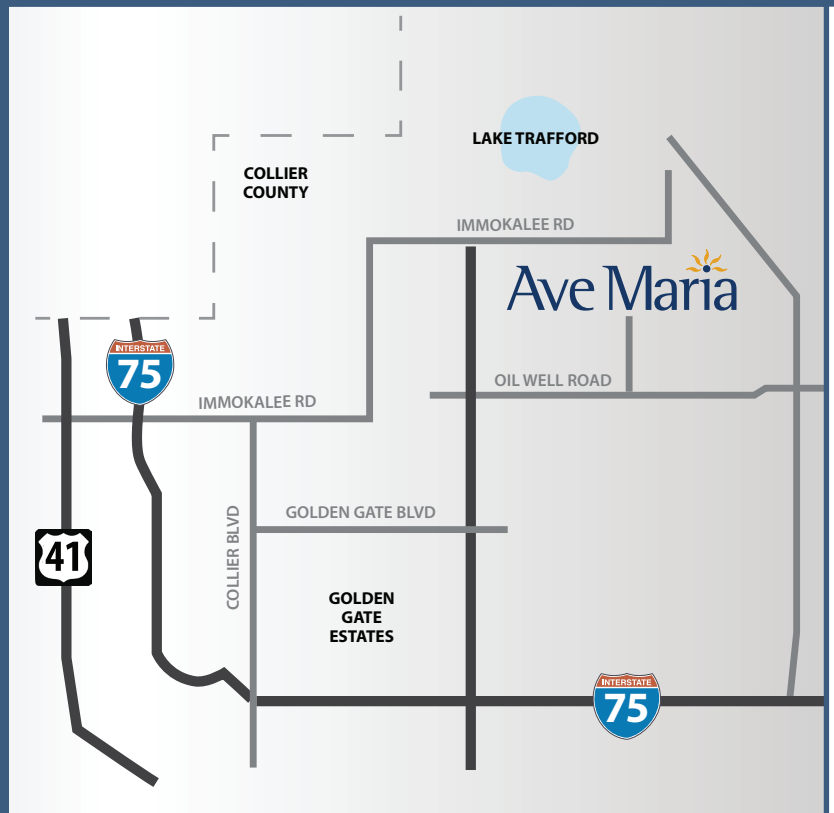 LAKE TRAFFORD
COLLIER
COUNTY
IMMOKALEE RD
Ave Maria
INTERSTATE
75
OIL WELL ROAD
IMMOKALEE RD
GOLDEN GATE BLVD
COLLIER BLVD
41
GOLDEN
GATE
ESTATES
INTERSTATE
75